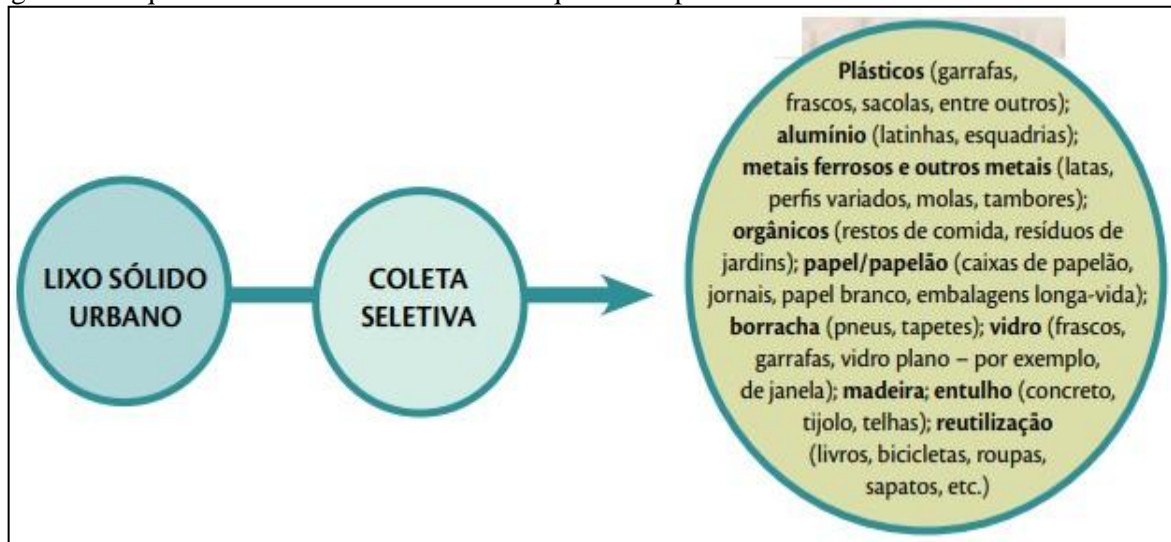 LIXO SÓLIDO
URBANO
COLETA
SELETIVA
Plásticos (garrafas,
frascos, sacolas, entre outros);
alumínio (latinhas, esquadrias);
metais ferrosos e outros metais (latas,
perfis variados, molas, tambores);
orgânicos (restos de comida, resíduos de
jardins); papel/papelão (caixas de papelão,
jornais, papel branco, embalagens longa-vida);
borracha (pneus, tapetes); vidro (frascos,
garrafas, vidro plano – por exemplo,
de janela); madeira; entulho (concreto,
tijolo, telhas); reutilização
(livros, bicicletas, roupas,
sapatos, etc.)